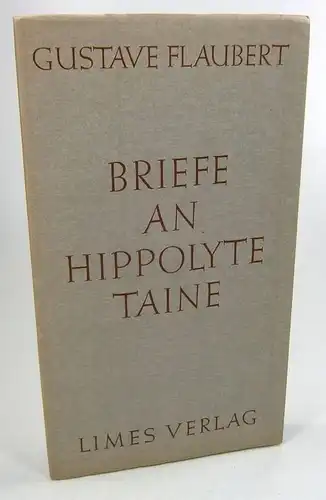 GUSTAVE FLAUBERT
BRIEFE
AN
HIPPOLYTE
TAINE
LIMES VERLAG